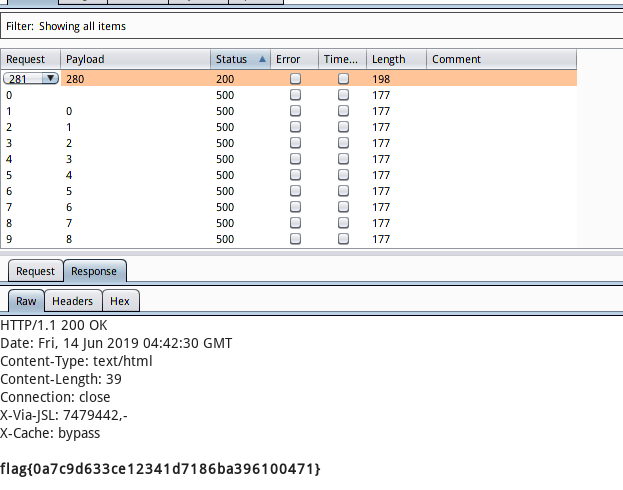 Filter: Showing all items
Request Payload Status Error Time... Length Comment
281 280 200 198
0 500 177
1 0 500 177
2 1 500 177
3 2 500 177
4 3 500 177
5 4 500 177
6 5 500 177
7 6 500 177
8 7 500 177
9 8 500 177
Request Response
Raw Headers Hex
HTTP/1.1 200 OK
Date: Fri, 14 Jun 2019 04:42:30 GMT
Content-Type: text/html
Content-Length: 39
Connection: close
X-Via-JSL: 7479442,-
X-Cache: bypass
flag{0a7c9d633ce12341d7186ba396100471}